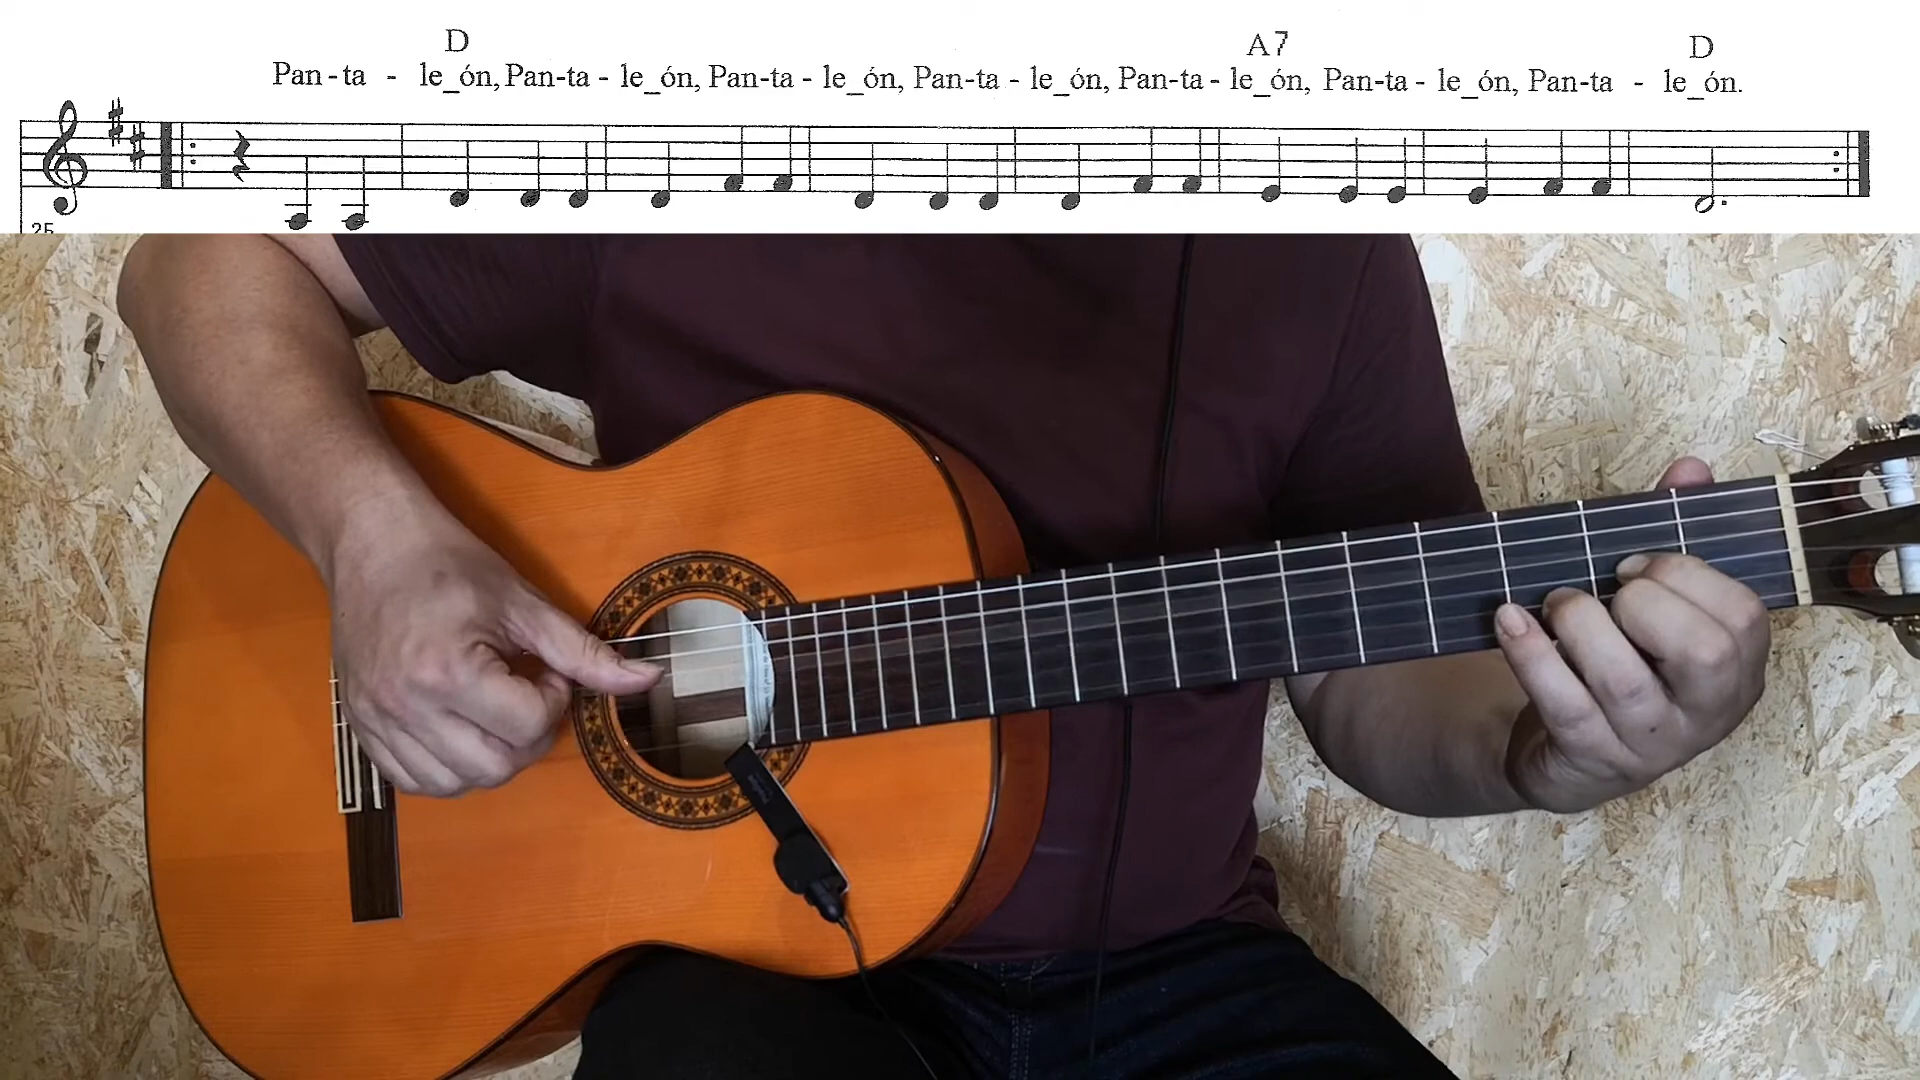 D A7 D
Pan-ta - le_ón, Pan-ta - le_ón, Pan-ta - le_ón, Pan-ta - le_ón, Pan-ta - le_ón, Pan-ta - le_ón, Pan-ta - le_ón.
25